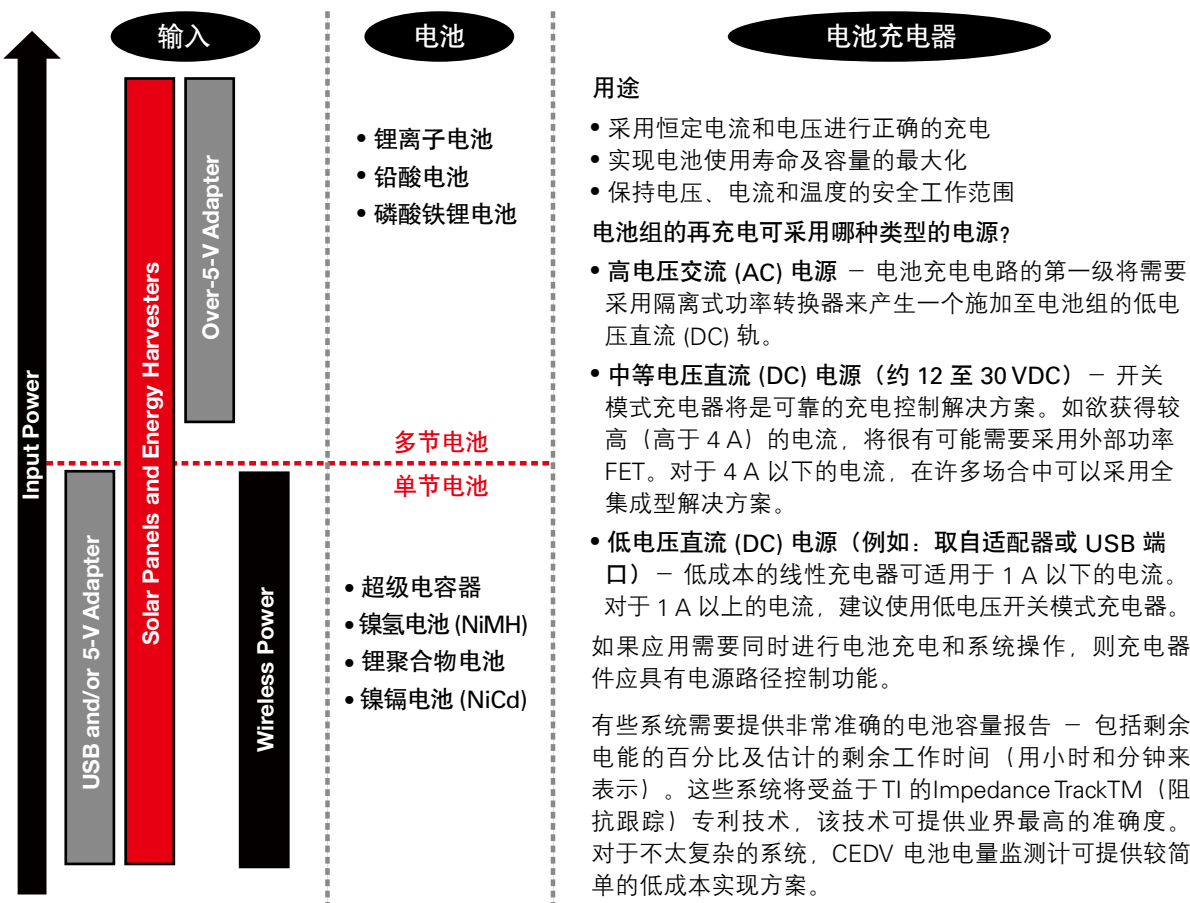 输入
电池
电池充电器
Input Power
USB and/or 5-V Adapter
Solar Panels and Energy Harvesters
Over-5-V Adapter
Wireless Power
• 锂离子电池
• 铅酸电池
• 磷酸铁锂电池
多节电池
单节电池
• 超级电容器
• 镍氢电池 (NiMH)
• 锂聚合物电池
• 镍镉电池 (NiCd)
用途
• 采用恒定电流和电压进行正确的充电
• 实现电池使用寿命及容量的最大化
• 保持电压、电流和温度的安全工作范围
电池组的再充电可采用哪种类型的电源?
• 高电压交流 (AC) 电源 – 电池充电电路的第一级将需要
采用隔离式功率转换器来产生一个施加至电池组的低电
压直流 (DC) 轨。
• 中等电压直流 (DC) 电源（约 12 至 30 VDC）– 开关
模式充电器将是可靠的充电控制解决方案。如欲获得较
高（高于 4 A）的电流，将很有可能需要采用外部功率
FET。对于 4 A 以下的电流，在许多场合中可以采用全
集成型解决方案。
• 低电压直流 (DC) 电源（例如：取自适配器或 USB 端
口）– 低成本的线性充电器可适用于 1 A 以下的电流。
对于 1 A 以上的电流，建议使用低电压开关模式充电器。
如果应用需要同时进行电池充电和系统操作，则充电器
件应具有电源路径控制功能。
有些系统需要提供非常准确的电池容量报告 – 包括剩余
电能的百分比及估计的剩余工作时间（用小时和分钟来
表示）。这些系统将受益于 TI 的Impedance TrackTM（阻
抗跟踪）专利技术，该技术可提供业界最高的准确度。
对于不太复杂的系统，CEDV 电池电量监测计可提供较简
单的低成本实现方案。